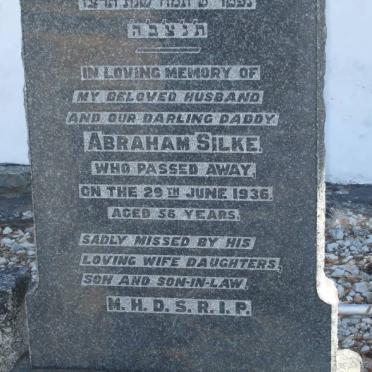 ת'נ'צ'ב'ה
IN LOVING MEMORY OF
MY BELOVED HUSBAND
AND OUR DARLING DADDY
ABRAHAM SILKE.
WHO PASSED AWAY,
ON THE 29TH JUNE 1936.
AGED 56 YEARS.
SADLY MISSED BY HIS
LOVING WIFE DAUGHTERS,
SON AND SON-IN-LAW.
M.H.D.S.R.I.P.